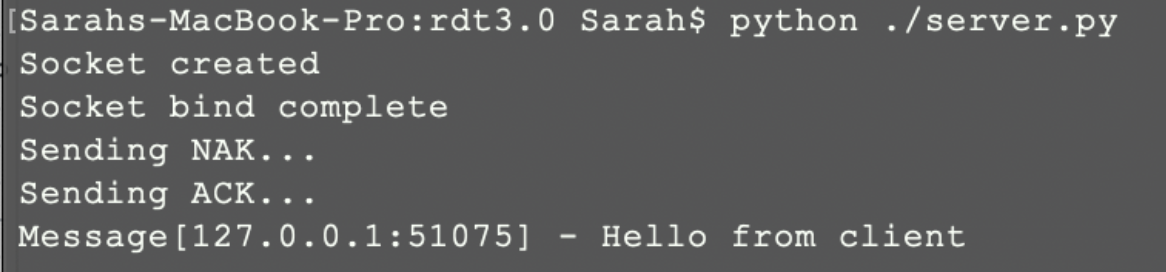 [Sarahs-MacBook-Pro:rdt3.0 Sarah$ python ./server.py
Socket created
Socket bind complete
Sending NAK...
Sending ACK...
Message[127.0.0.1:51075] - Hello from client